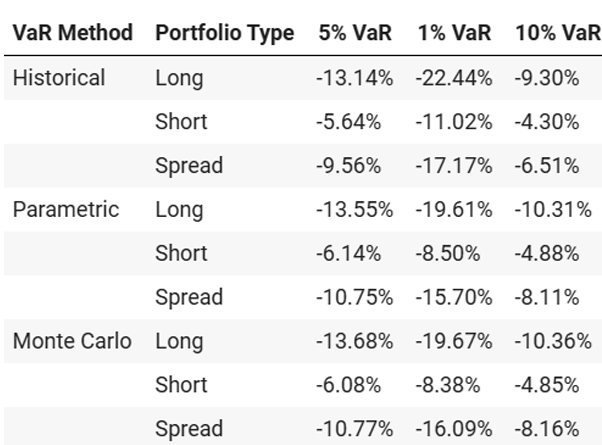 VaR Method Portfolio Type 5% VaR 1% VaR 10% VaR
Historical Long -13.14% -22.44% -9.30%
Short -5.64% -11.02% -4.30%
Spread -9.56% -17.17% -6.51%
Parametric Long -13.55% -19.61% -10.31%
Short -6.14% -8.50% -4.88%
Spread -10.75% -15.70% -8.11%
Monte Carlo Long -13.68% -19.67% -10.36%
Short -6.08% -8.38% -4.85%
Spread -10.77% -16.09% -8.16%